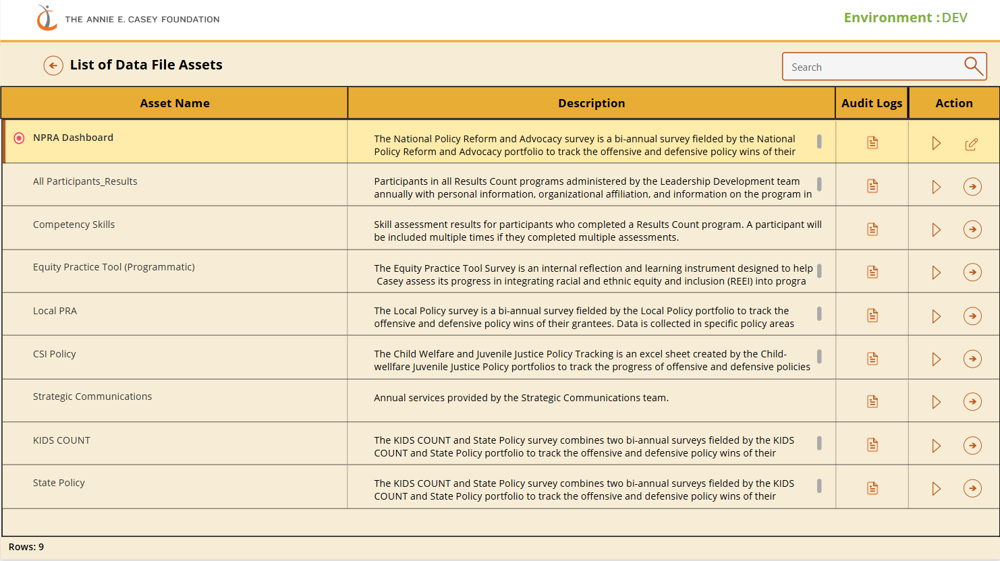 THE ANNIE E. CASEY FOUNDATION
Environment : DEV
List of Data File Assets
Search
Asset Name
Description
Audit Logs
Action
NPRA Dashboard
The National Policy Reform and Advocacy survey is a bi-annual survey fielded by the National
Policy Reform and Advocacy portfolio to track the offensive and defensive policy wins of their
All Participants_Results
Participants in all Results Count programs administered by the Leadership Development team
annually with personal information, organizational affiliation, and information on the program in
Competency Skills
Skill assessment results for participants who completed a Results Count program. A participant will
be included multiple times if they completed multiple assessments.
Equity Practice Tool (Programmatic)
The Equity Practice Tool Survey is an internal reflection and learning instrument designed to help
Casey assess its progress in integrating racial and ethnic equity and inclusion (REEI) into progra
Local PRA
The Local Policy survey is a bi-annual survey fielded by the Local Policy portfolio to track the
offensive and defensive policy wins of their grantees. Data is collected in specific policy areas
CSI Policy
The Child Welfare and Juvenile Justice Policy Tracking is an excel sheet created by the Child-
wellfare Juvenile Justice Policy portfolios to track the progress of offensive and defensive policies
Strategic Communications
Annual services provided by the Strategic Communications team.
KIDS COUNT
The KIDS COUNT and State Policy survey combines two bi-annual surveys fielded by the KIDS
COUNT and State Policy portfolio to track the offensive and defensive policy wins of their
State Policy
The KIDS COUNT and State Policy survey combines two bi-annual surveys fielded by the KIDS
COUNT and State Policy portfolio to track the offensive and defensive policy wins of their
Rows: 9